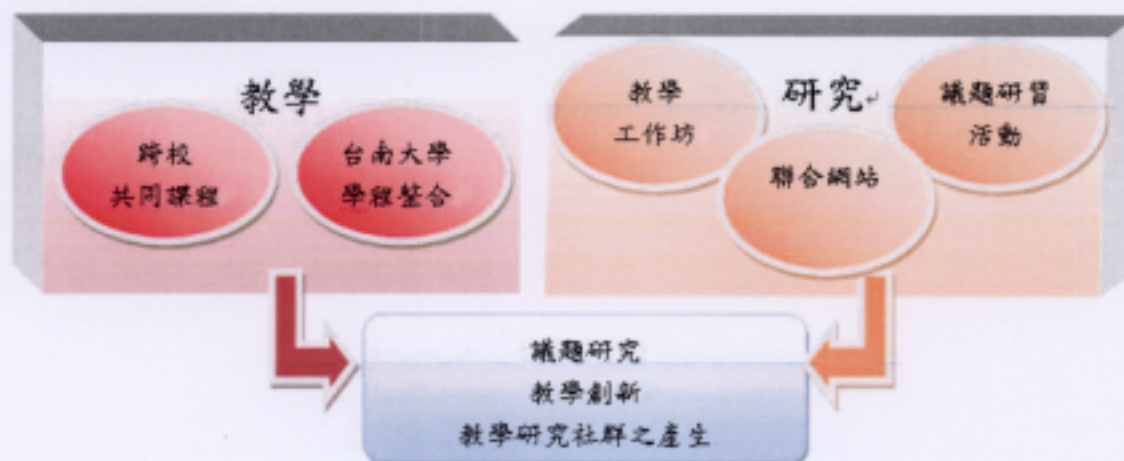 教學
跨校
共同課程
台南大學
學程整合
研究
教學
工作坊
聯合網站
議題研習
活動
議題研究
教學創新
教學研究社群之產生